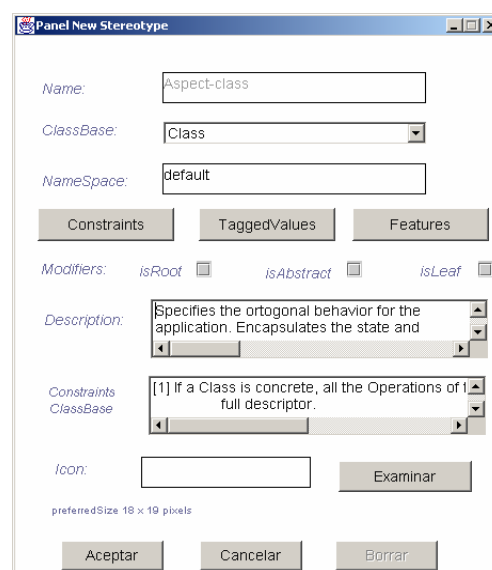 Panel New Stereotype
Name: Aspect-class
ClassBase: Class
NameSpace: default
Constraints TaggedValues Features
Modifiers: isRoot isAbstract isLeaf
Description: Specifies the ortogonal behavior for the
application. Encapsulates the state and
Constraints ClassBase [1] If a Class is concrete, all the Operations of
full descriptor.
Icon: Examinar
preferredSize 18 x 19 pixels
Aceptar Cancelar Borrar